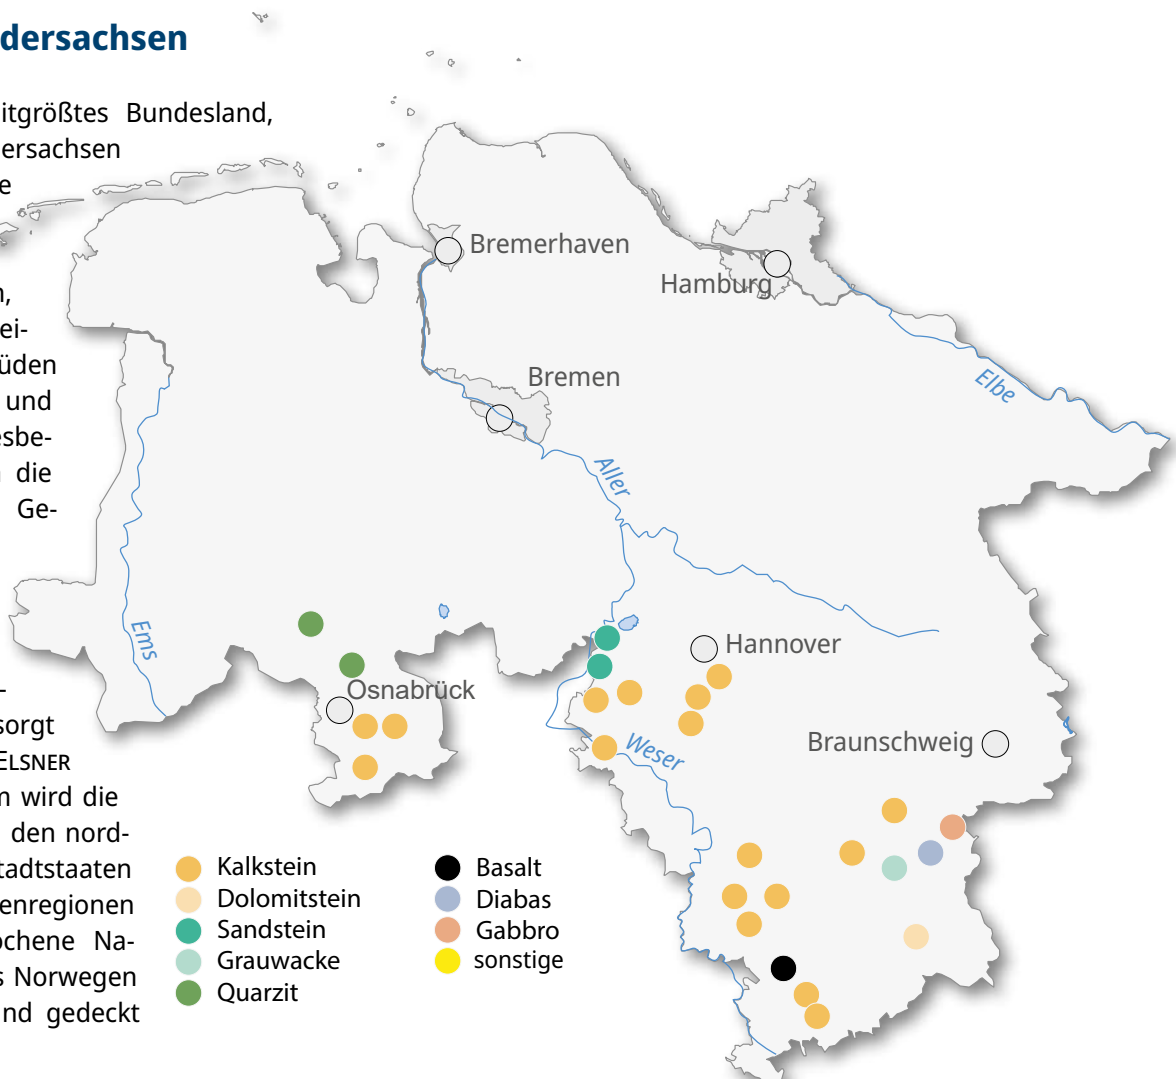 dersachsen
itgrößtes Bundesland,
ersachsen
e
n,
ei-
üden
und
esbe-
die
Ge-
-
sorgt
ELSNER
n wird die
den nord-
tadtstaaten
enregionen
ochene Na-
s Norwegen
nd gedeckt
Bremerhaven
Hamburg
Bremen
Elbe
Aller
Ems
Hannover
Osnabrück
Weser
Braunschweig
Kalkstein
Dolomitstein
Sandstein
Grauwacke
Quarzit
Basalt
Diabas
Gabbro
sonstige